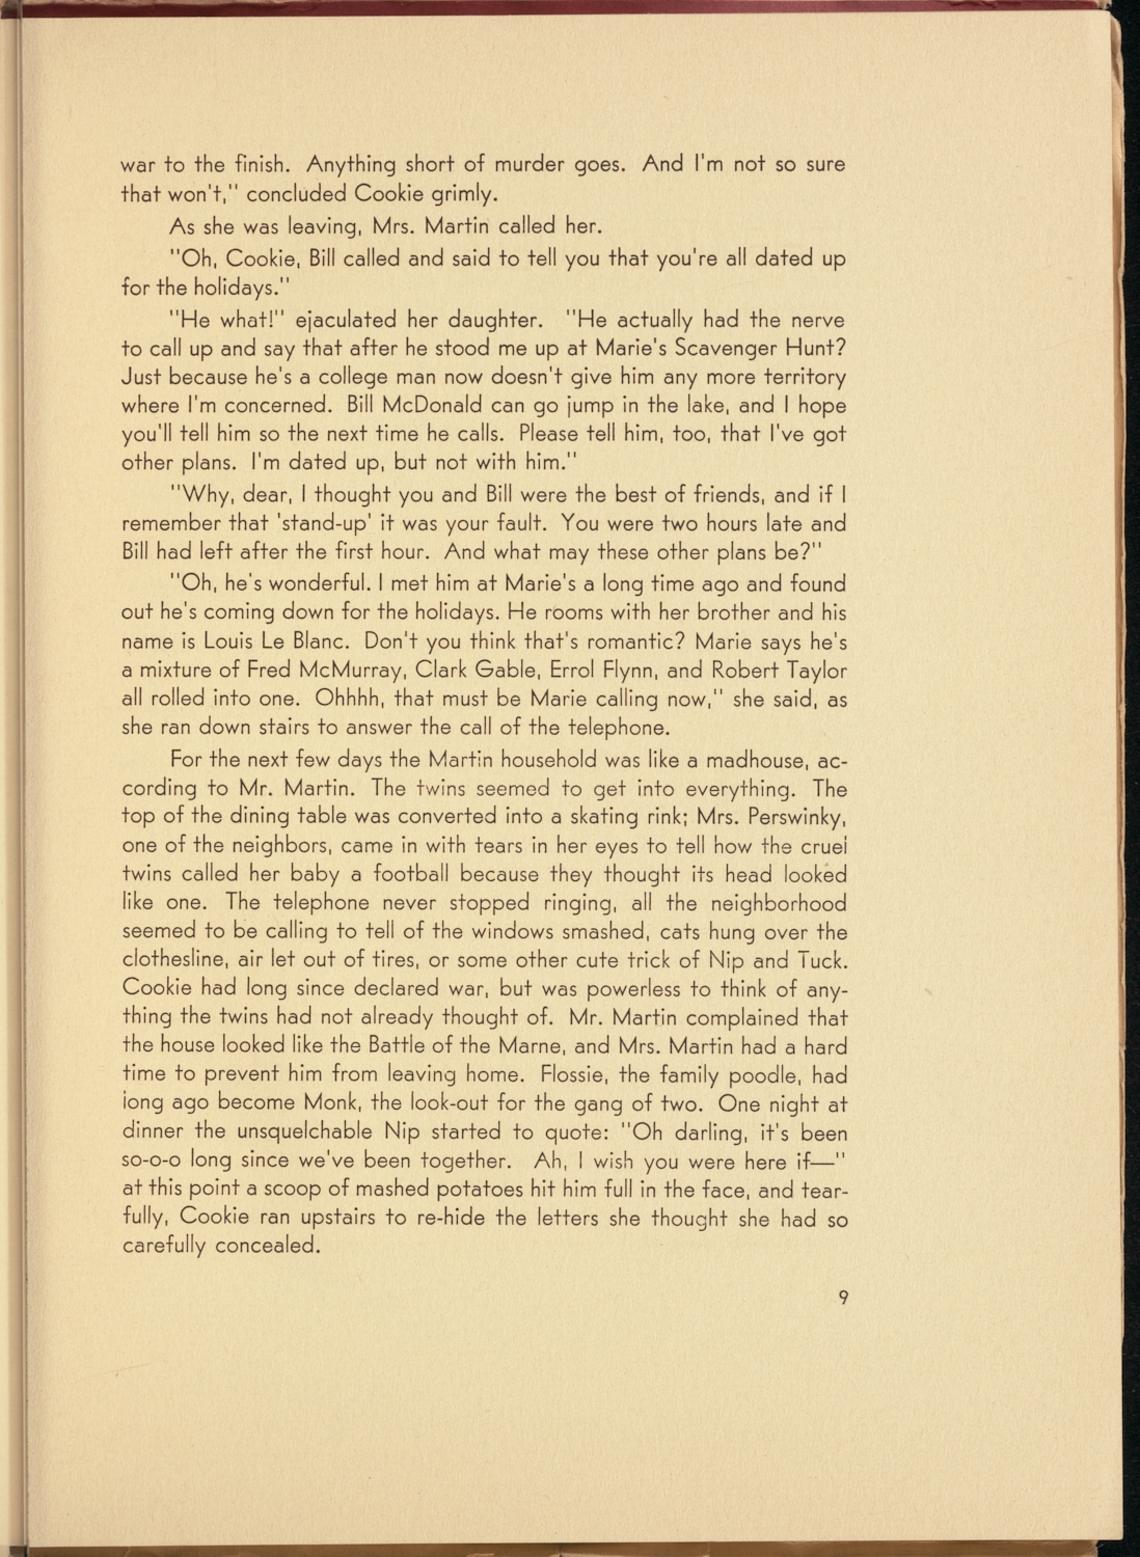 war to the finish. Anything short of murder goes. And I'm not so sure
that won't," concluded Cookie grimly.
As she was leaving, Mrs. Martin called her.
"Oh, Cookie, Bill called and said to tell you that you're all dated up
for the holidays."
"He what!" ejaculated her daughter. "He actually had the nerve
to call up and say that after he stood me up at Marie's Scavenger Hunt?
Just because he's a college man now doesn't give him any more territory
where I'm concerned. Bill McDonald can go jump in the lake, and I hope
you'll tell him so the next time he calls. Please tell him, too, that I've got
other plans. I'm dated up, but not with him."
"Why, dear, I thought you and Bill were the best of friends, and if I
remember that 'stand-up' it was your fault. You were two hours late and
Bill had left after the first hour. And what may these other plans be?"
"Oh, he's wonderful. I met him at Marie's a long time ago and found
out he's coming down for the holidays. He rooms with her brother and his
name is Louis Le Blanc. Don't you think that's romantic? Marie says he's
a mixture of Fred McMurray, Clark Gable, Errol Flynn, and Robert Taylor
all rolled into one. Ohhhh, that must be Marie calling now," she said, as
she ran down stairs to answer the call of the telephone.
For the next few days the Martin household was like a madhouse, ac-
cording to Mr. Martin. The twins seemed to get into everything. The
top of the dining table was converted into a skating rink; Mrs. Perswinky,
one of the neighbors, came in with tears in her eyes to tell how the cruel
twins called her baby a football because they thought its head looked
like one. The telephone never stopped ringing, all the neighborhood
seemed to be calling to tell of the windows smashed, cats hung over the
clothesline, air let out of tires, or some other cute trick of Nip and Tuck.
Cookie had long since declared war, but was powerless to think of any-
thing the twins had not already thought of. Mr. Martin complained that
the house looked like the Battle of the Marne, and Mrs. Martin had a hard
time to prevent him from leaving home. Flossie, the family poodle, had
long ago become Monk, the look-out for the gang of two. One night at
dinner the unsquelchable Nip started to quote: "Oh darling, it's been
so-o-o long since we've been together. Ah, I wish you were here if—"
at this point a scoop of mashed potatoes hit him full in the face, and tear-
fully, Cookie ran upstairs to re-hide the letters she thought she had so
carefully concealed.
9